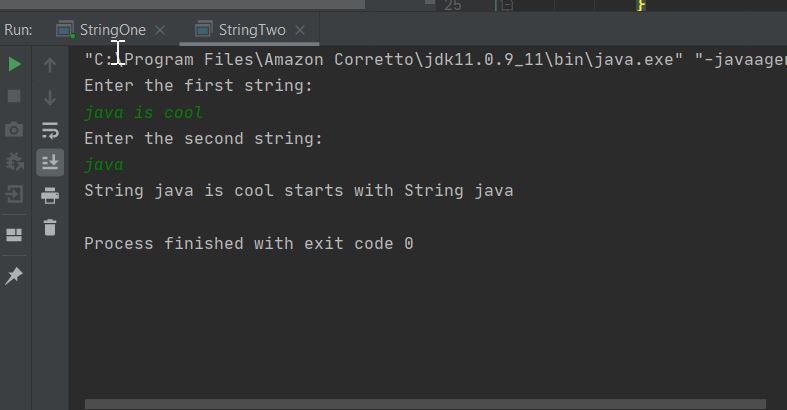 25
}
Run: StringOne × StringTwo ×
"C:\Program Files\Amazon Corretto\jdk11.0.9_11\bin\java.exe" "-javaagen
Enter the first string:
java is cool
Enter the second string:
java
String java is cool starts with String java
Process finished with exit code 0